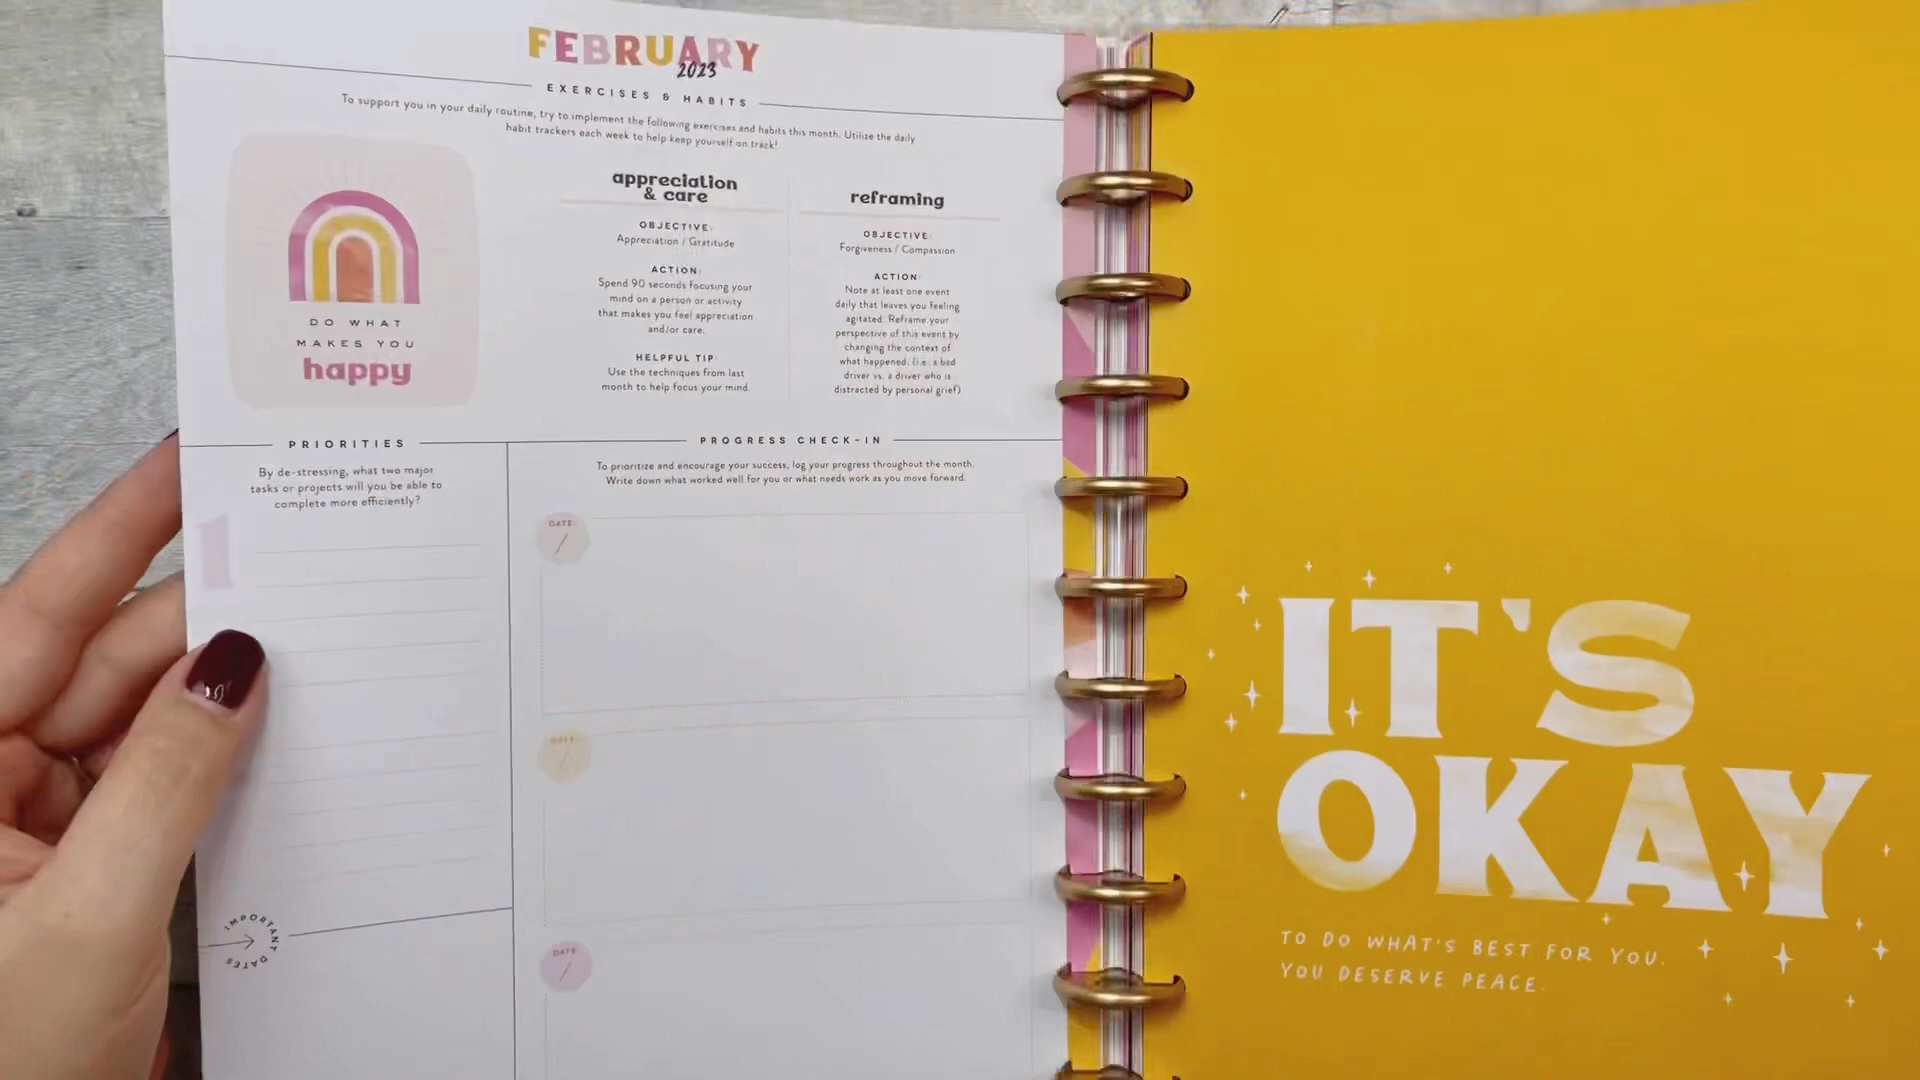 FEBRUARY
2023
EXERCISES & HABITS
To support you in your daily routine, try to implement the following exercises and habits this month. Utilize the daily
habit trackers each week to help keep yourself on track!
DO WHAT
MAKES YOU
happy
appreciation
& care
OBJECTIVE:
Appreciation / Gratitude
ACTION:
Spend 90 seconds focusing your
mind on a person or activity
that makes you feel appreciation
and/or care.
HELPFUL TIP:
Use the techniques from last
month to help focus your mind.
reframing
OBJECTIVE:
Forgiveness / Compassion
ACTION:
Note at least one event
daily that leaves you feeling
agitated. Reframe your
perspective of this event by
changing the context of
what happened. (i.e. a bad
driver vs. a driver who is
distracted by personal grief)
PRIORITIES
By de-stressing, what two major
tasks or projects will you be able to
complete more efficiently?
1
IMPORTANT
DATES
PROGRESS CHECK-IN
To prioritize and encourage your success, log your progress throughout the month.
Write down what worked well for you or what needs work as you move forward.
DATE:
/
DATE:
/
DATE:
/
IT'S
OKAY
TO DO WHAT'S BEST FOR YOU.
YOU DESERVE PEACE.